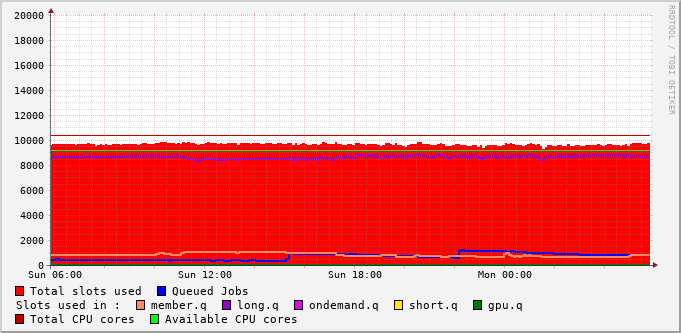 20000
18000
16000
14000
12000
10000
8000
6000
4000
2000
0
Sun 06:00 Sun 12:00 Sun 18:00 Mon 00:00
Total slots used Queued Jobs
Slots used in : member.q long.q ondemand.q short.q gpu.q
Total CPU cores Available CPU cores
RRDTOOL / TOBI OETIKER